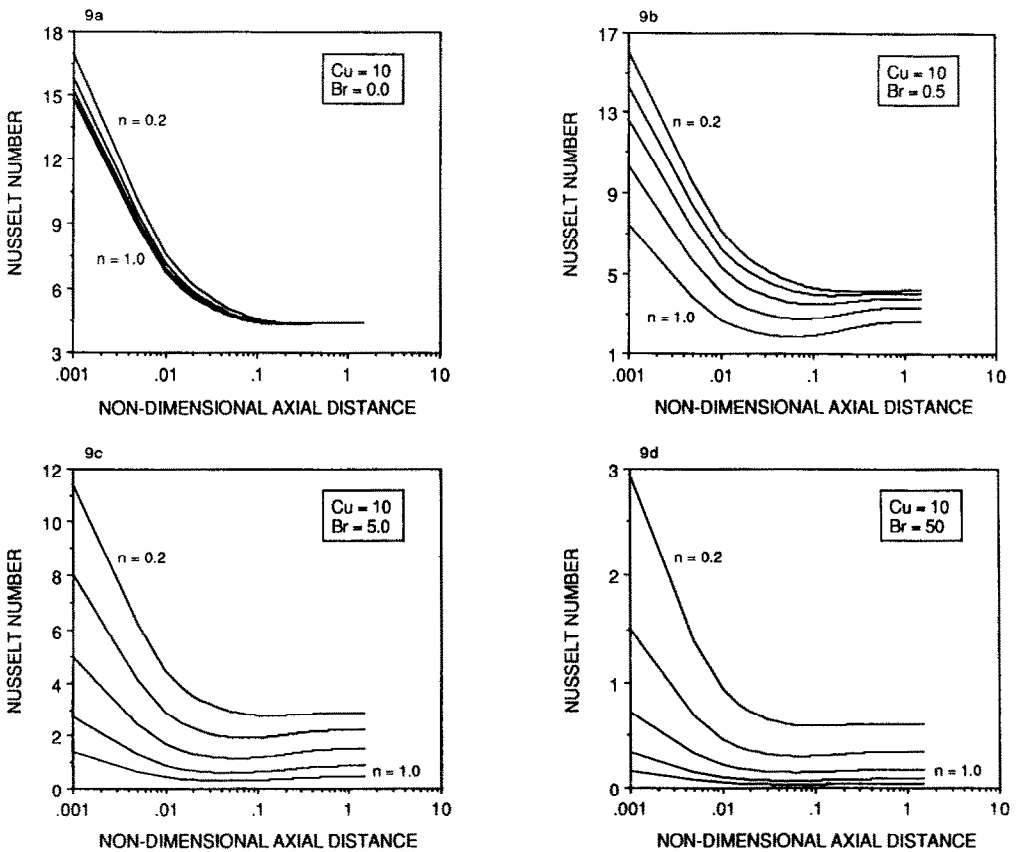 9a
18
15
12
9
6
3
NUSSELT NUMBER
Cu = 10
Br = 0.0
n = 0.2
n = 1.0
.001 .01 .1 1 10
NON-DIMENSIONAL AXIAL DISTANCE
9b
17
13
9
5
1
NUSSELT NUMBER
Cu = 10
Br = 0.5
n = 0.2
n = 1.0
.001 .01 .1 1 10
NON-DIMENSIONAL AXIAL DISTANCE
9c
12
10
8
6
4
2
0
NUSSELT NUMBER
Cu = 10
Br = 5.0
n = 0.2
n = 1.0
.001 .01 .1 1 10
NON-DIMENSIONAL AXIAL DISTANCE
9d
3
2
1
0
NUSSELT NUMBER
Cu = 10
Br = 50
n = 0.2
n = 1.0
.001 .01 .1 1 10
NON-DIMENSIONAL AXIAL DISTANCE